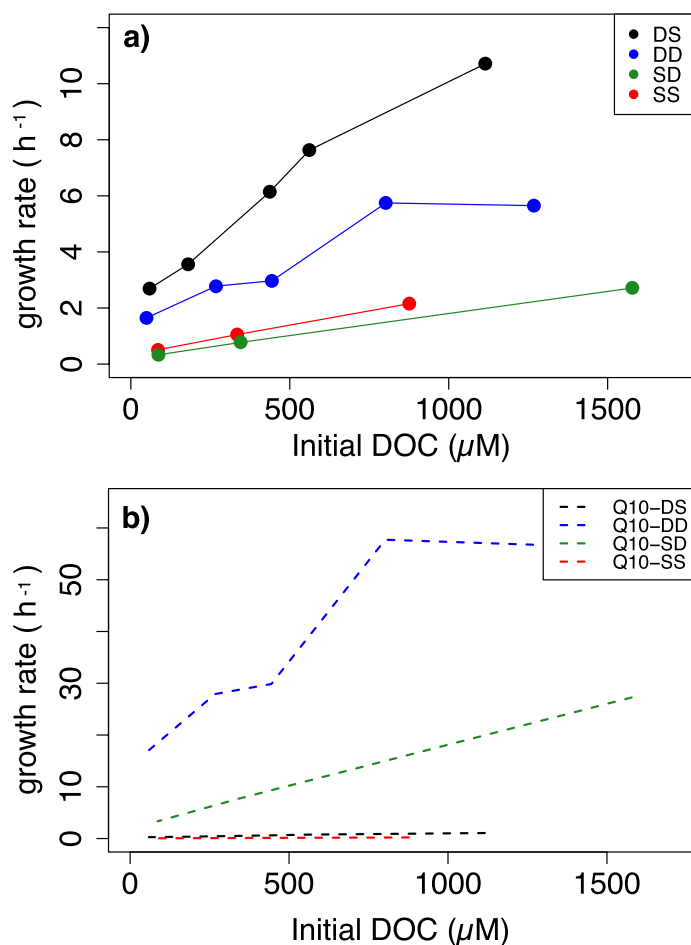 a)
DS
DD
SD
SS
growth rate ( h⁻¹)
0
2
4
6
8
10
0
500
1000
1500
Initial DOC (µM)
b)
Q10−DS
Q10−DD
Q10−SD
Q10−SS
growth rate ( h⁻¹)
0
10
30
50
0
500
1000
1500
Initial DOC (µM)